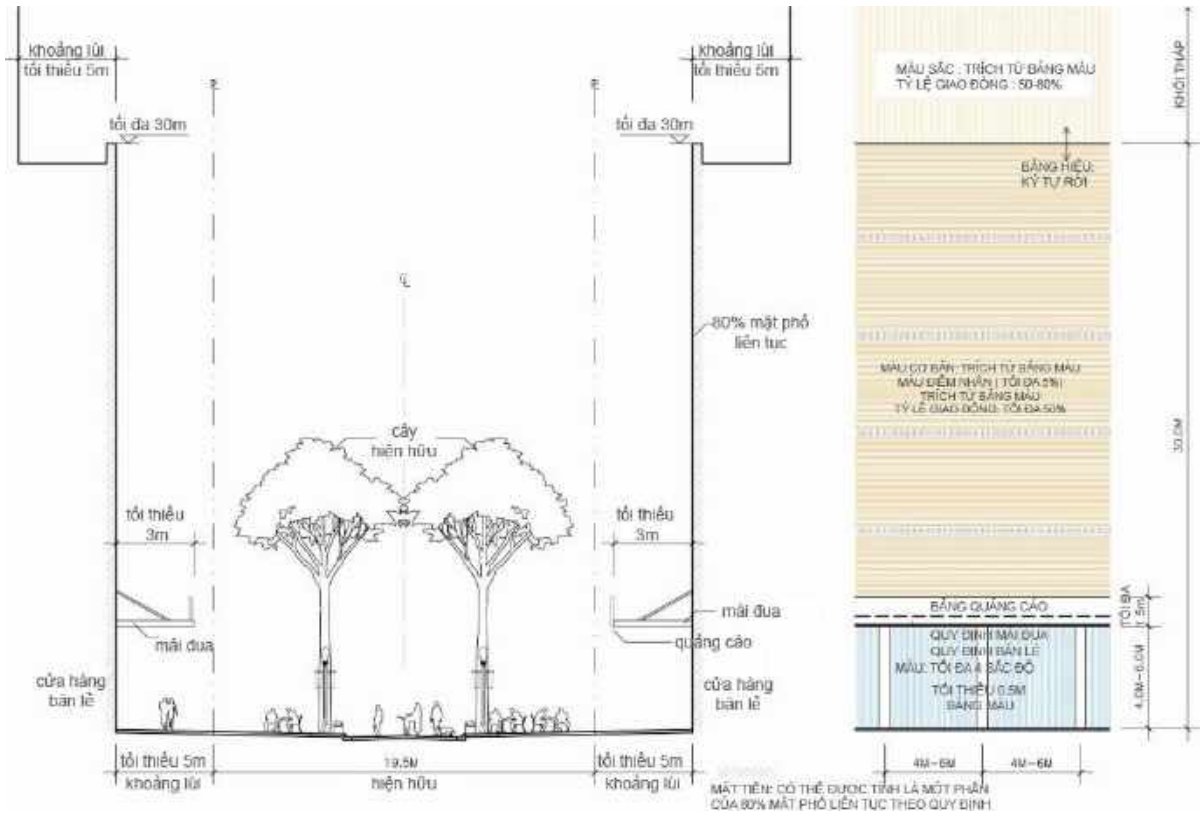 khoảng lùi
tối thiểu 5m
tối đa 30m
khoảng lùi
tối thiểu 5m
tối đa 30m
80% mặt phố
liên tục
cây
hiện hữu
tối thiểu
3m
tối thiểu
3m
mái đua
mái đua
quảng cáo
cửa hàng
bán lẻ
cửa hàng
bán lẻ
tối thiểu 5m
khoảng lùi
19.5M
hiện hữu
tối thiểu 5m
khoảng lùi
MÀU SẮC : TRÍCH TỪ BẢNG MÀU
TỶ LỆ GIAO ĐỘNG : 50-80%
KHỐI THÁP
BẢNG HIỆU:
KÝ TỰ RỜI
MÀU CƠ BẢN: TRÍCH TỪ BẢNG MÀU
MÀU ĐIỂM NHẤN ( TỐI ĐA 5%)
TRÍCH TỪ BẢNG MÀU
TỶ LỆ GIAO ĐỘNG: TỐI ĐA 50%
30.0M
BẢNG QUẢNG CÁO
TỐI ĐA
QUY ĐỊNH MÁI ĐUA
QUY ĐỊNH BÁN LẺ
MÀU: TỐI ĐA 4 SẮC ĐỘ
TỐI THIỂU 0.5M
BẢNG MÀU
4.0M-6.0M
4M-6M
4M-6M
MẶT TIỀN: CÓ THỂ ĐƯỢC TÍNH LÀ MỘT PHẦN
CỦA 80% MẶT PHỐ LIÊN TỤC THEO QUY ĐỊNH